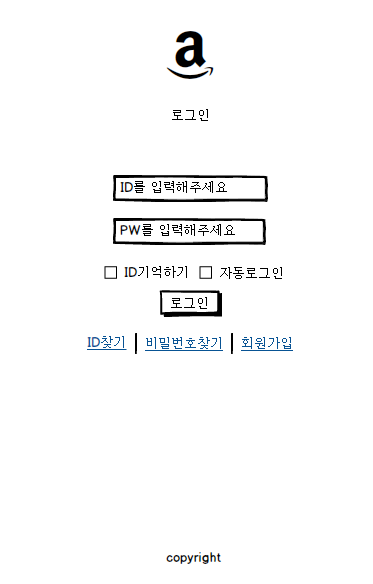 a
로그인
ID를 입력해주세요
PW를 입력해주세요
ID기억하기 자동로그인
로그인
ID찾기 | 비밀번호찾기 | 회원가입
copyright